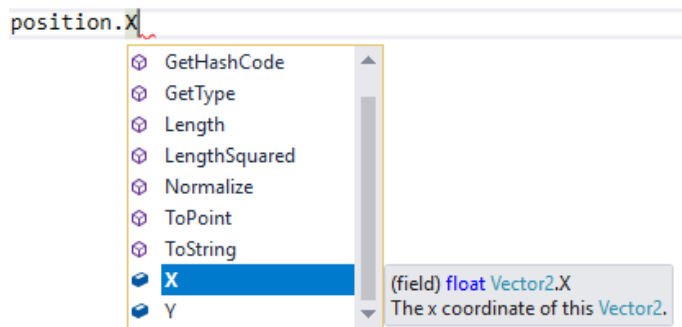 position.X
GetHashCode
GetType
Length
LengthSquared
Normalize
ToPoint
ToString
X
(field) float Vector2.X
Y
The x coordinate of this Vector2.